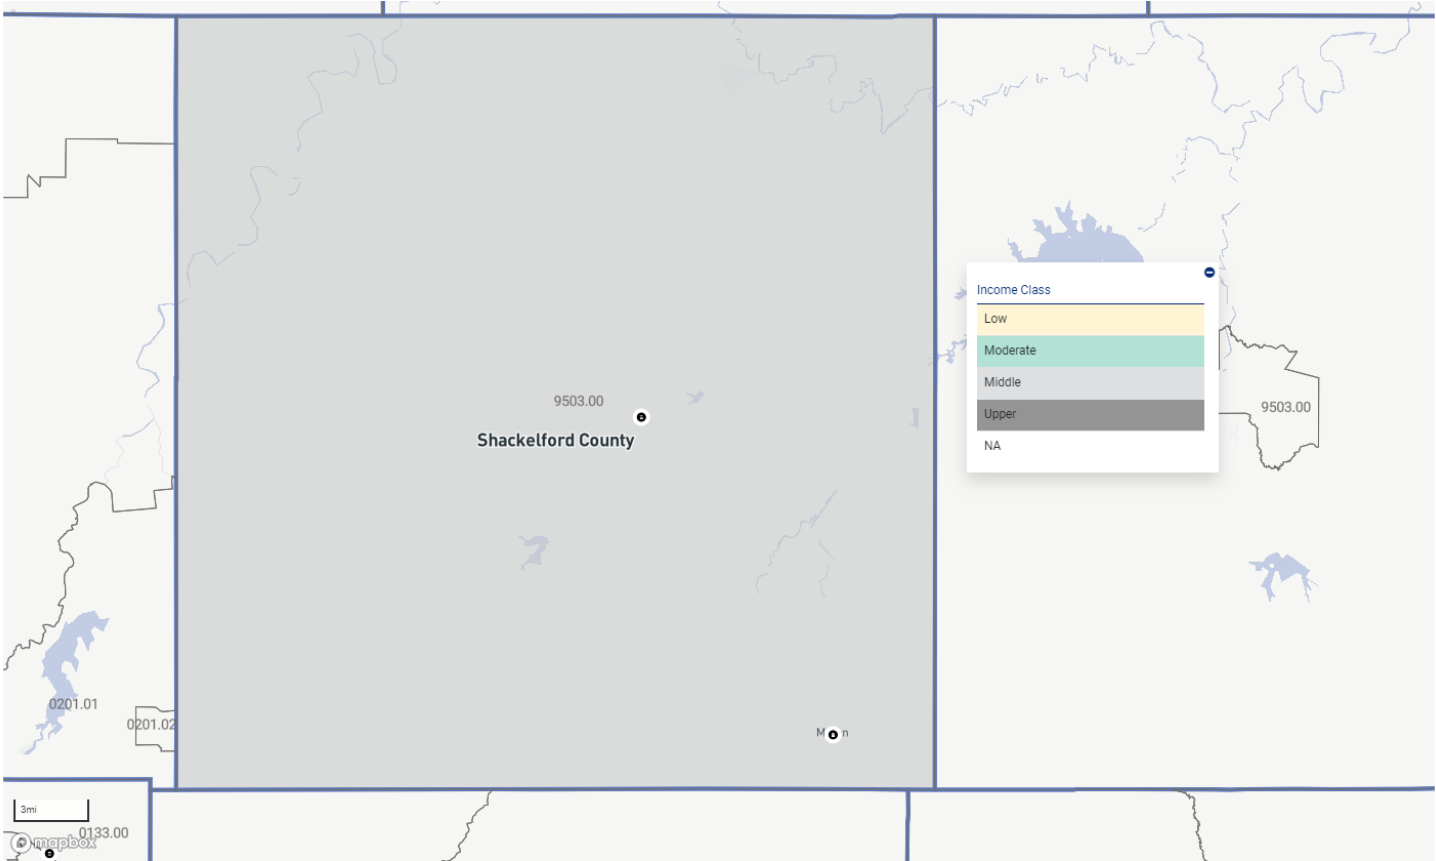 Income Class
Low
Moderate
Middle
Upper
NA
9503.00
Shackelford County
9503.00
0201.01
0201.02
3mi
0133.00
mapbox